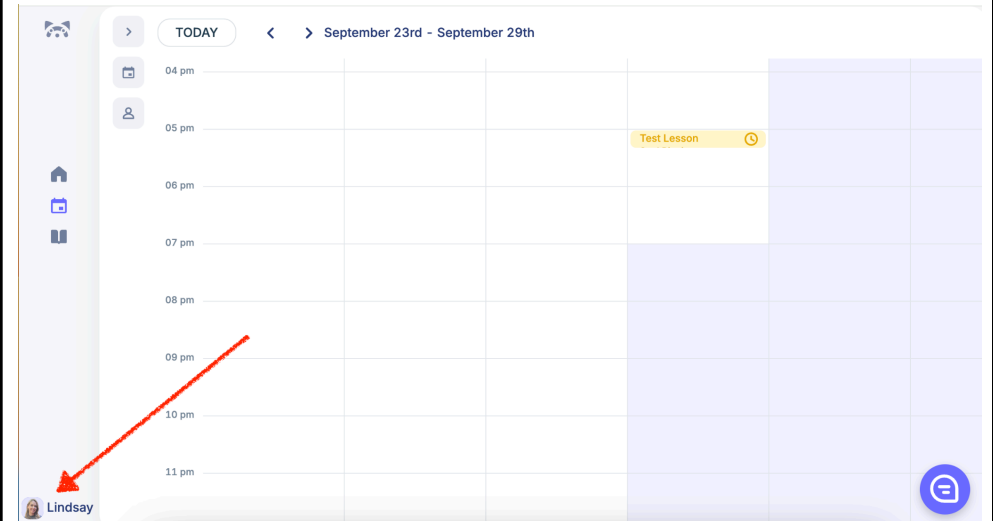 TODAY
September 23rd - September 29th
04 pm
05 pm
Test Lesson
06 pm
07 pm
08 pm
09 pm
10 pm
11 pm
Lindsay